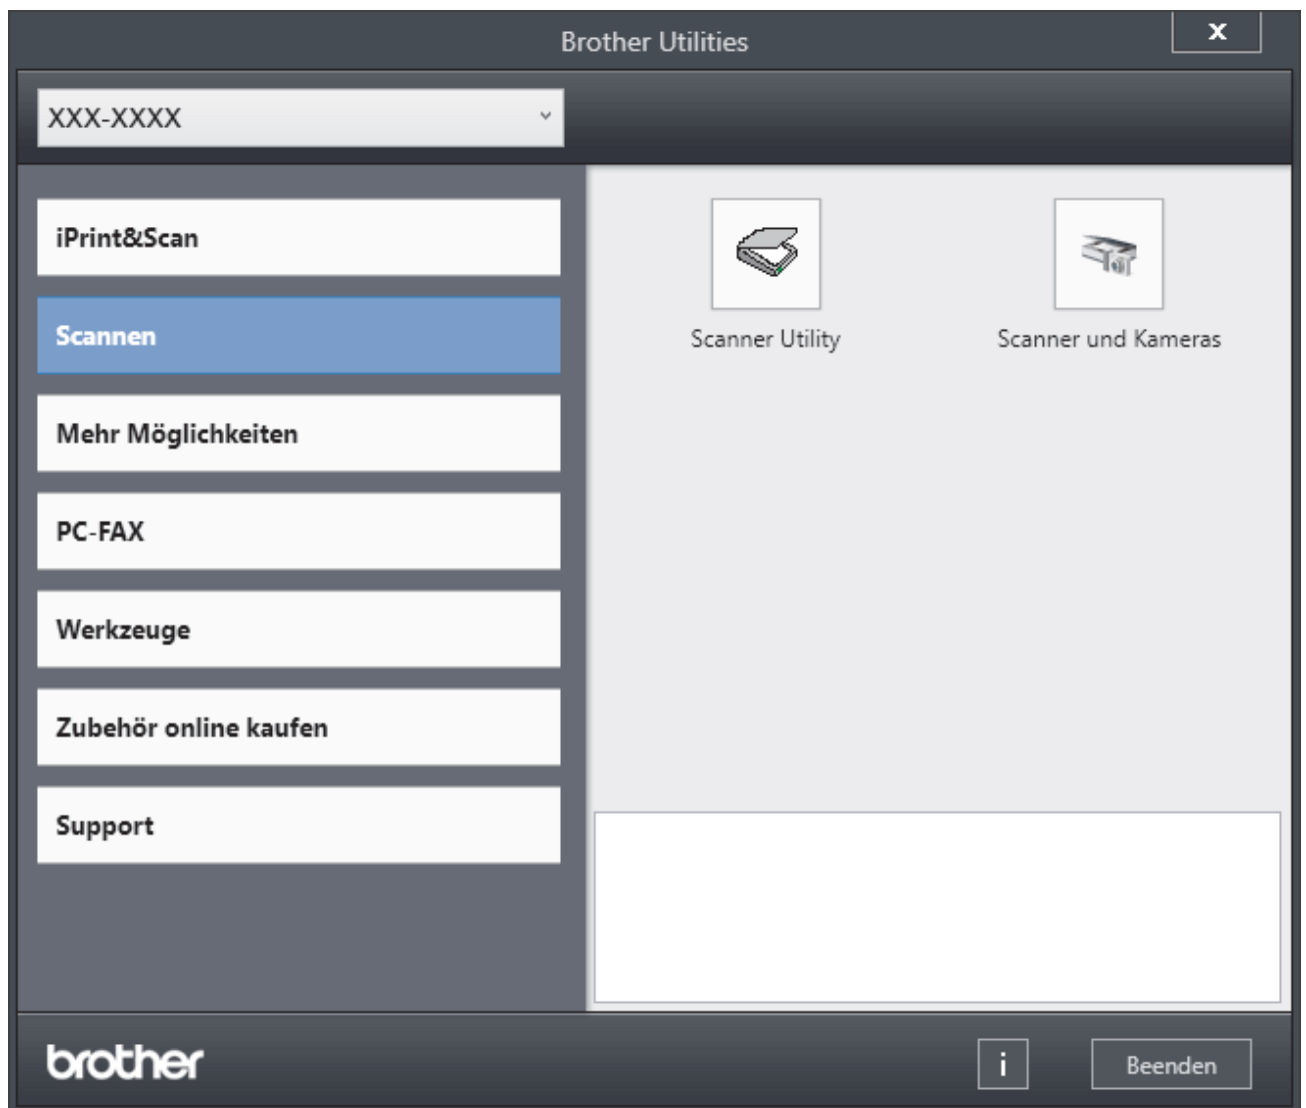 Brother Utilities
x
XXX-XXXX
iPrint&Scan
Scannen
Mehr Möglichkeiten
PC-FAX
Werkzeuge
Zubehör online kaufen
Support
Scanner Utility
Scanner und Kameras
brother
i
Beenden